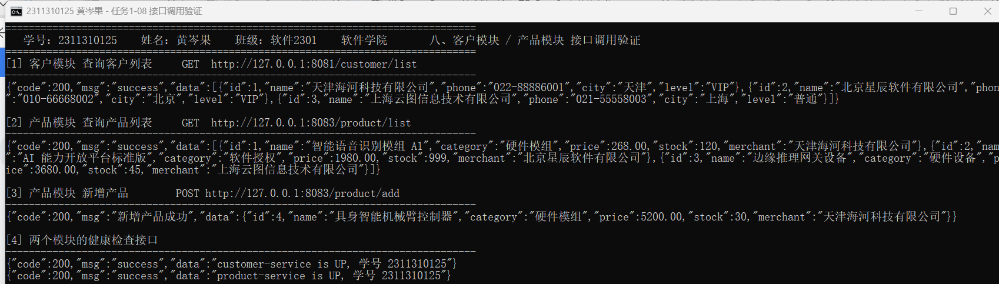 2311310125 黄岑果 - 任务1-08 接口调用验证
================================================================================
学号：2311310125    姓名：黄岑果    班级：软件2301    软件学院       八、客户模块 / 产品模块 接口调用验证
================================================================================
[1] 客户模块 查询客户列表     GET  http://127.0.0.1:8081/customer/list
--------------------------------------------------------------------------------
{"code":200,"msg":"success","data":[{"id":1,"name":"天津海河科技有限公司","phone":"022-88886001","city":"天津","level":"VIP"},{"id":2,"name":"北京星辰软件有限公司","phon
":"010-66668002","city":"北京","level":"VIP"},{"id":3,"name":"上海云图信息技术有限公司","phone":"021-55558003","city":"上海","level":"普通"}]}
[2] 产品模块 查询产品列表     GET  http://127.0.0.1:8083/product/list
--------------------------------------------------------------------------------
{"code":200,"msg":"success","data":[{"id":1,"name":"智能语音识别模组 A1","category":"硬件模组","price":268.00,"stock":120,"merchant":"天津海河科技有限公司"},{"id":2,"nam
":"AI 能力开放平台标准版","category":"软件授权","price":1980.00,"stock":999,"merchant":"北京星辰软件有限公司"},{"id":3,"name":"边缘推理网关设备","category":"硬件设备","p
ice":3680.00,"stock":45,"merchant":"上海云图信息技术有限公司"}]}
[3] 产品模块 新增产品        POST http://127.0.0.1:8083/product/add
--------------------------------------------------------------------------------
{"code":200,"msg":"新增产品成功","data":{"id":4,"name":"具身智能机械臂控制器","category":"硬件模组","price":5200.00,"stock":30,"merchant":"天津海河科技有限公司"}}
[4] 两个模块的健康检查接口
--------------------------------------------------------------------------------
{"code":200,"msg":"success","data":"customer-service is UP, 学号 2311310125"}
{"code":200,"msg":"success","data":"product-service is UP, 学号 2311310125"}